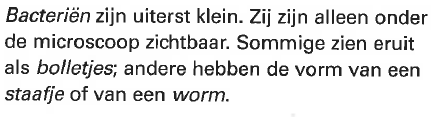 Bacteriën zijn uiterst klein. Zij zijn alleen onder
de microscoop zichtbaar. Sommige zien eruit
als bolletjes; andere hebben de vorm van een
staafje of van een worm.